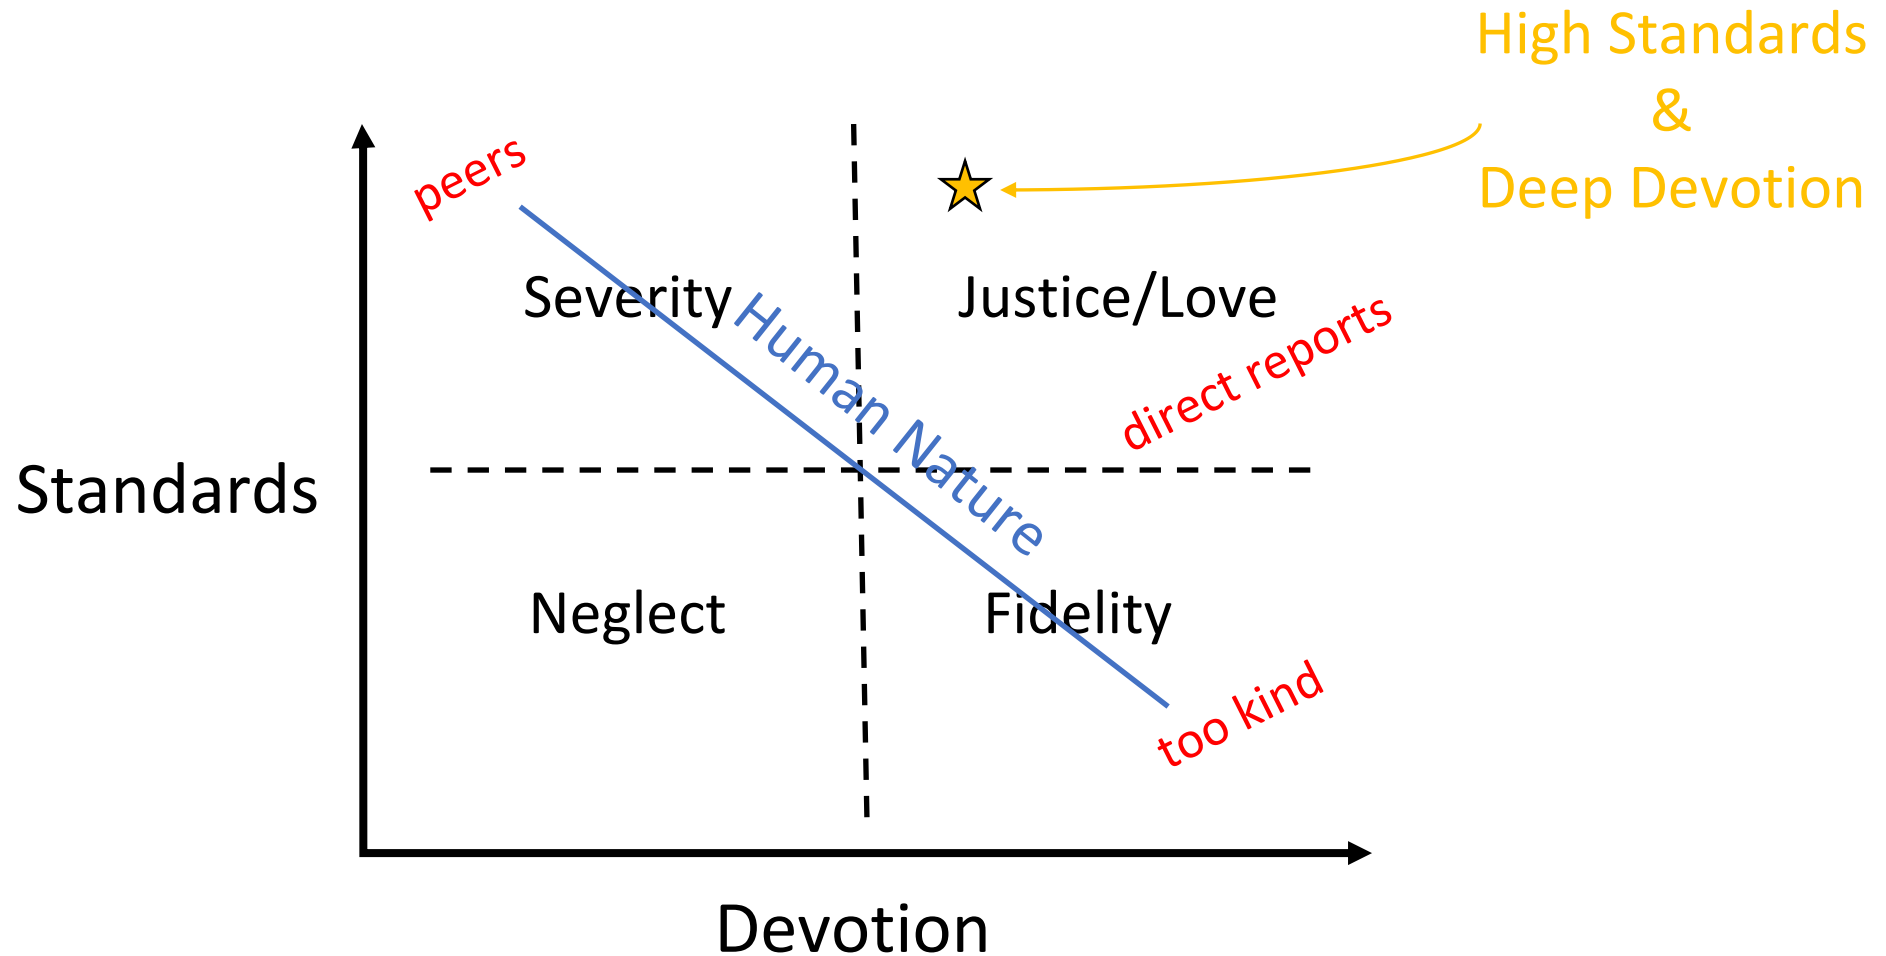 High Standards
&
Deep Devotion
peers
Severity
Justice/Love
Human Nature
direct reports
Standards
Neglect
Fidelity
too kind
Devotion